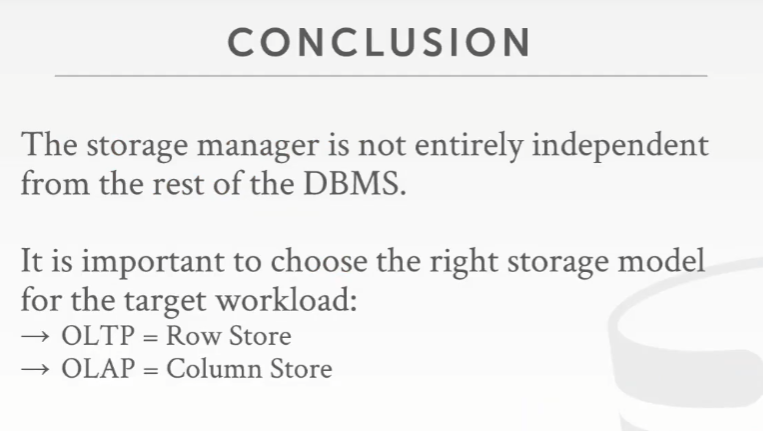 CONCLUSION
The storage manager is not entirely independent
from the rest of the DBMS.
It is important to choose the right storage model
for the target workload:
→ OLTP = Row Store
→ OLAP = Column Store